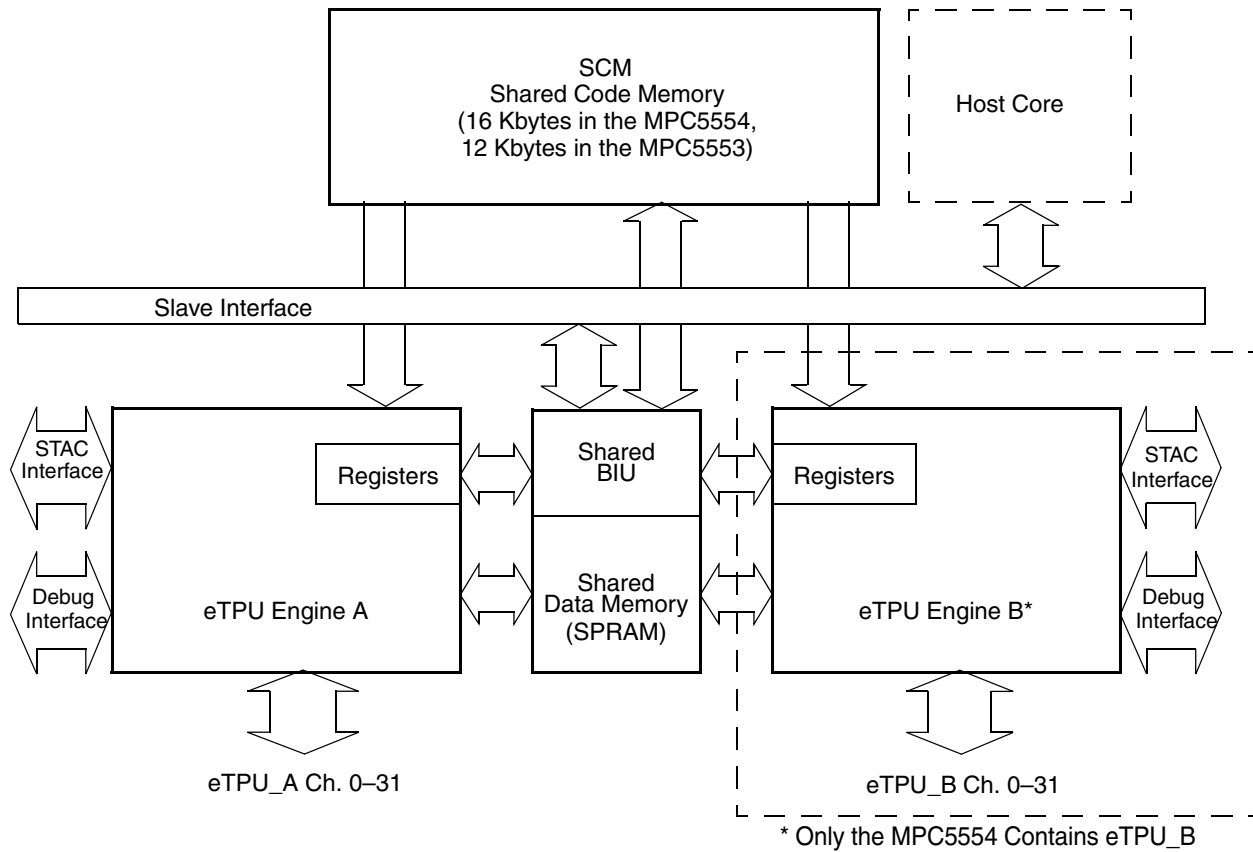 SCM
Shared Code Memory
(16 Kbytes in the MPC5554,
12 Kbytes in the MPC5553)
Host Core
Slave Interface
STAC
Interface
Registers
Shared
BIU
Registers
STAC
Interface
Debug
Interface
eTPU Engine A
Shared
Data Memory
(SPRAM)
eTPU Engine B*
Debug
Interface
eTPU_A Ch. 0–31
eTPU_B Ch. 0–31
* Only the MPC5554 Contains eTPU_B